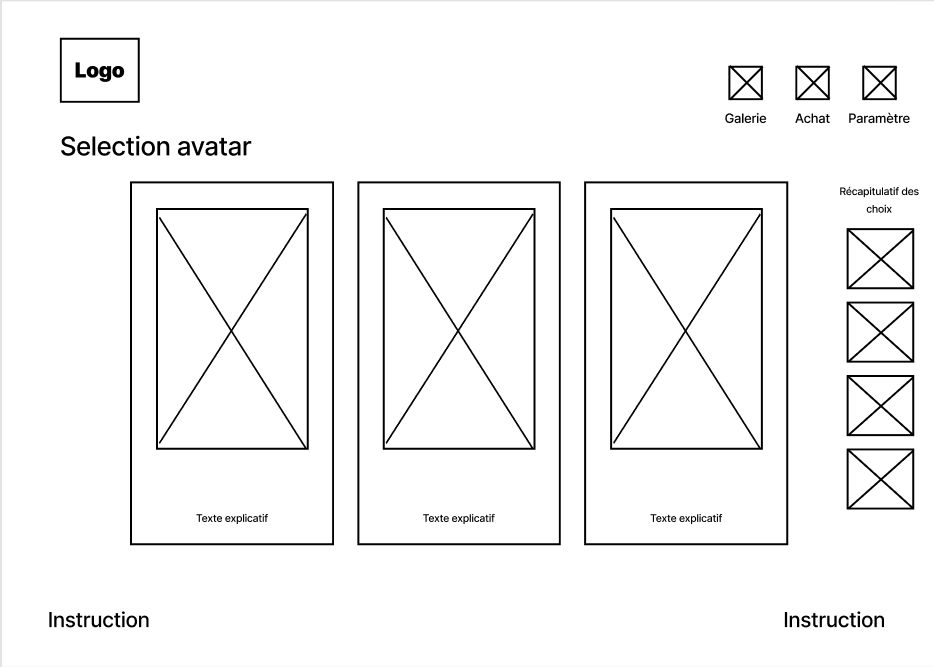 Logo
Galerie
Achat
Paramètre
Selection avatar
Récapitulatif des
choix
Texte explicatif
Texte explicatif
Texte explicatif
Instruction
Instruction